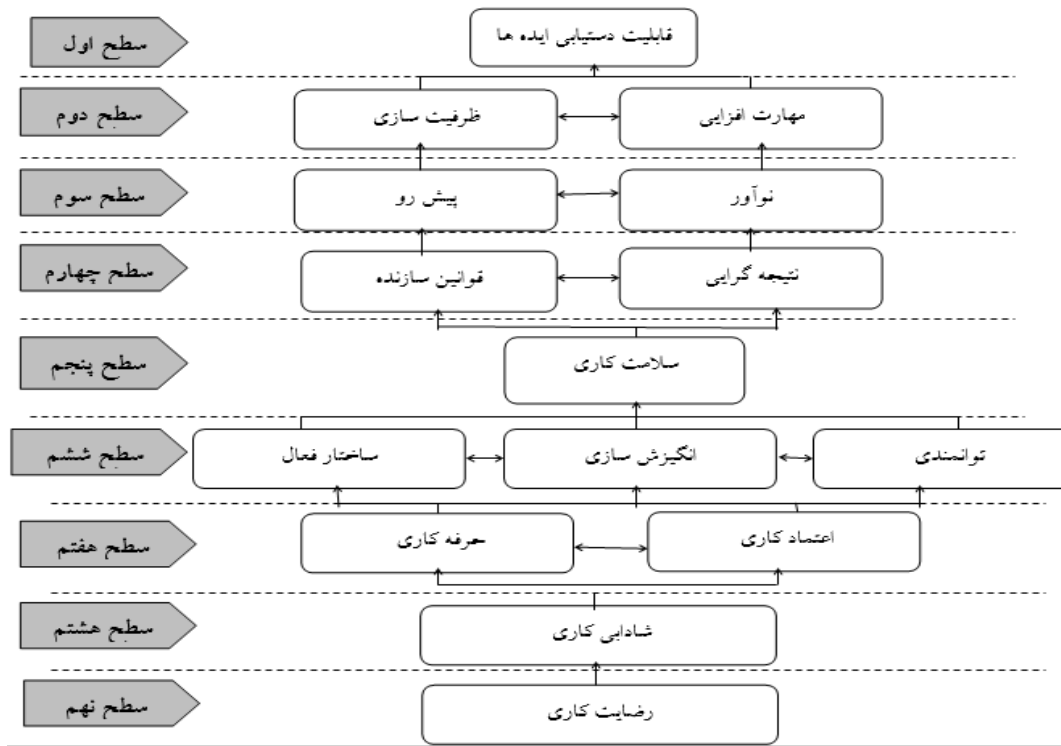 سطح اول
قابلیت دستیابی ایده ها
سطح دوم
مهارت افزایی
ظرفیت سازی
سطح سوم
نوآور
پیش رو
سطح چهارم
نتیجه گرایی
قوانین سازنده
سطح پنجم
سلامت کاری
سطح ششم
توانمندی
انگیزش سازی
ساختار فعال
سطح هفتم
اعتماد کاری
حرفه کاری
سطح هشتم
شادابی کاری
سطح نهم
رضایت کاری